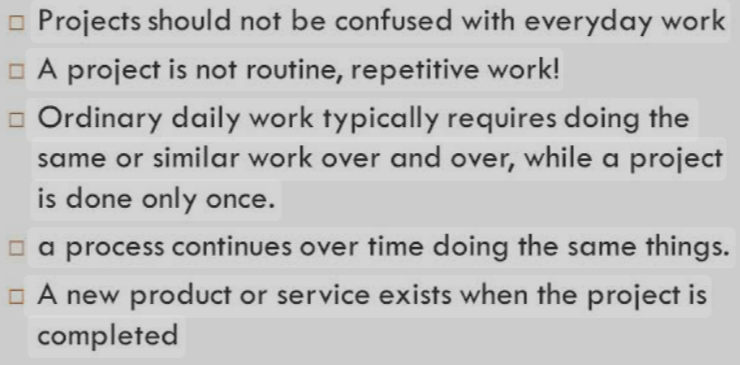 Projects should not be confused with everyday work
A project is not routine, repetitive work!
Ordinary daily work typically requires doing the
same or similar work over and over, while a project
is done only once.
a process continues over time doing the same things.
A new product or service exists when the project is
completed